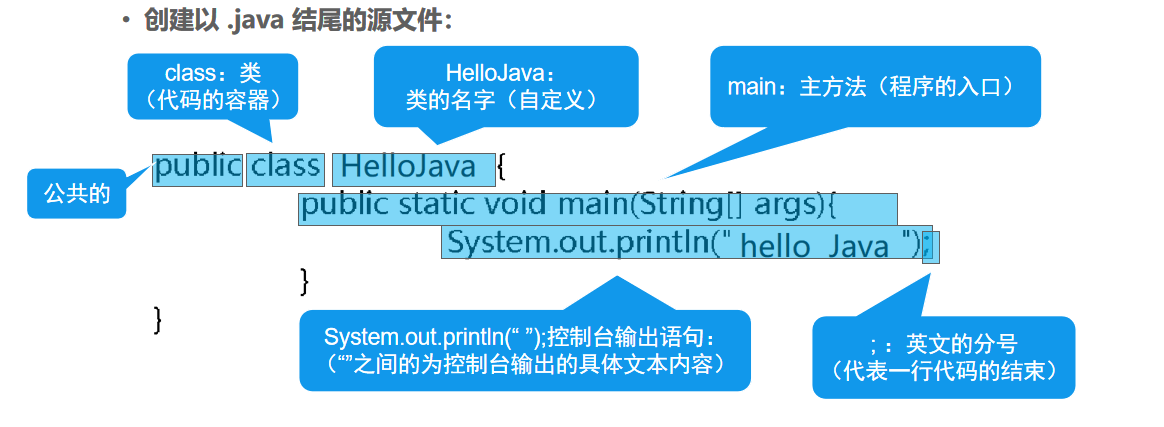 • 创建以 .java 结尾的源文件：
class：类
（代码的容器）
HelloJava：
类的名字（自定义）
main：主方法（程序的入口）
公共的
public class HelloJava {
public static void main(String[] args){
System.out.println(" hello Java ");
}
}
System.out.println(“ ”);控制台输出语句：
（“”之间的为控制台输出的具体文本内容）
; ：英文的分号
（代表一行代码的结束）